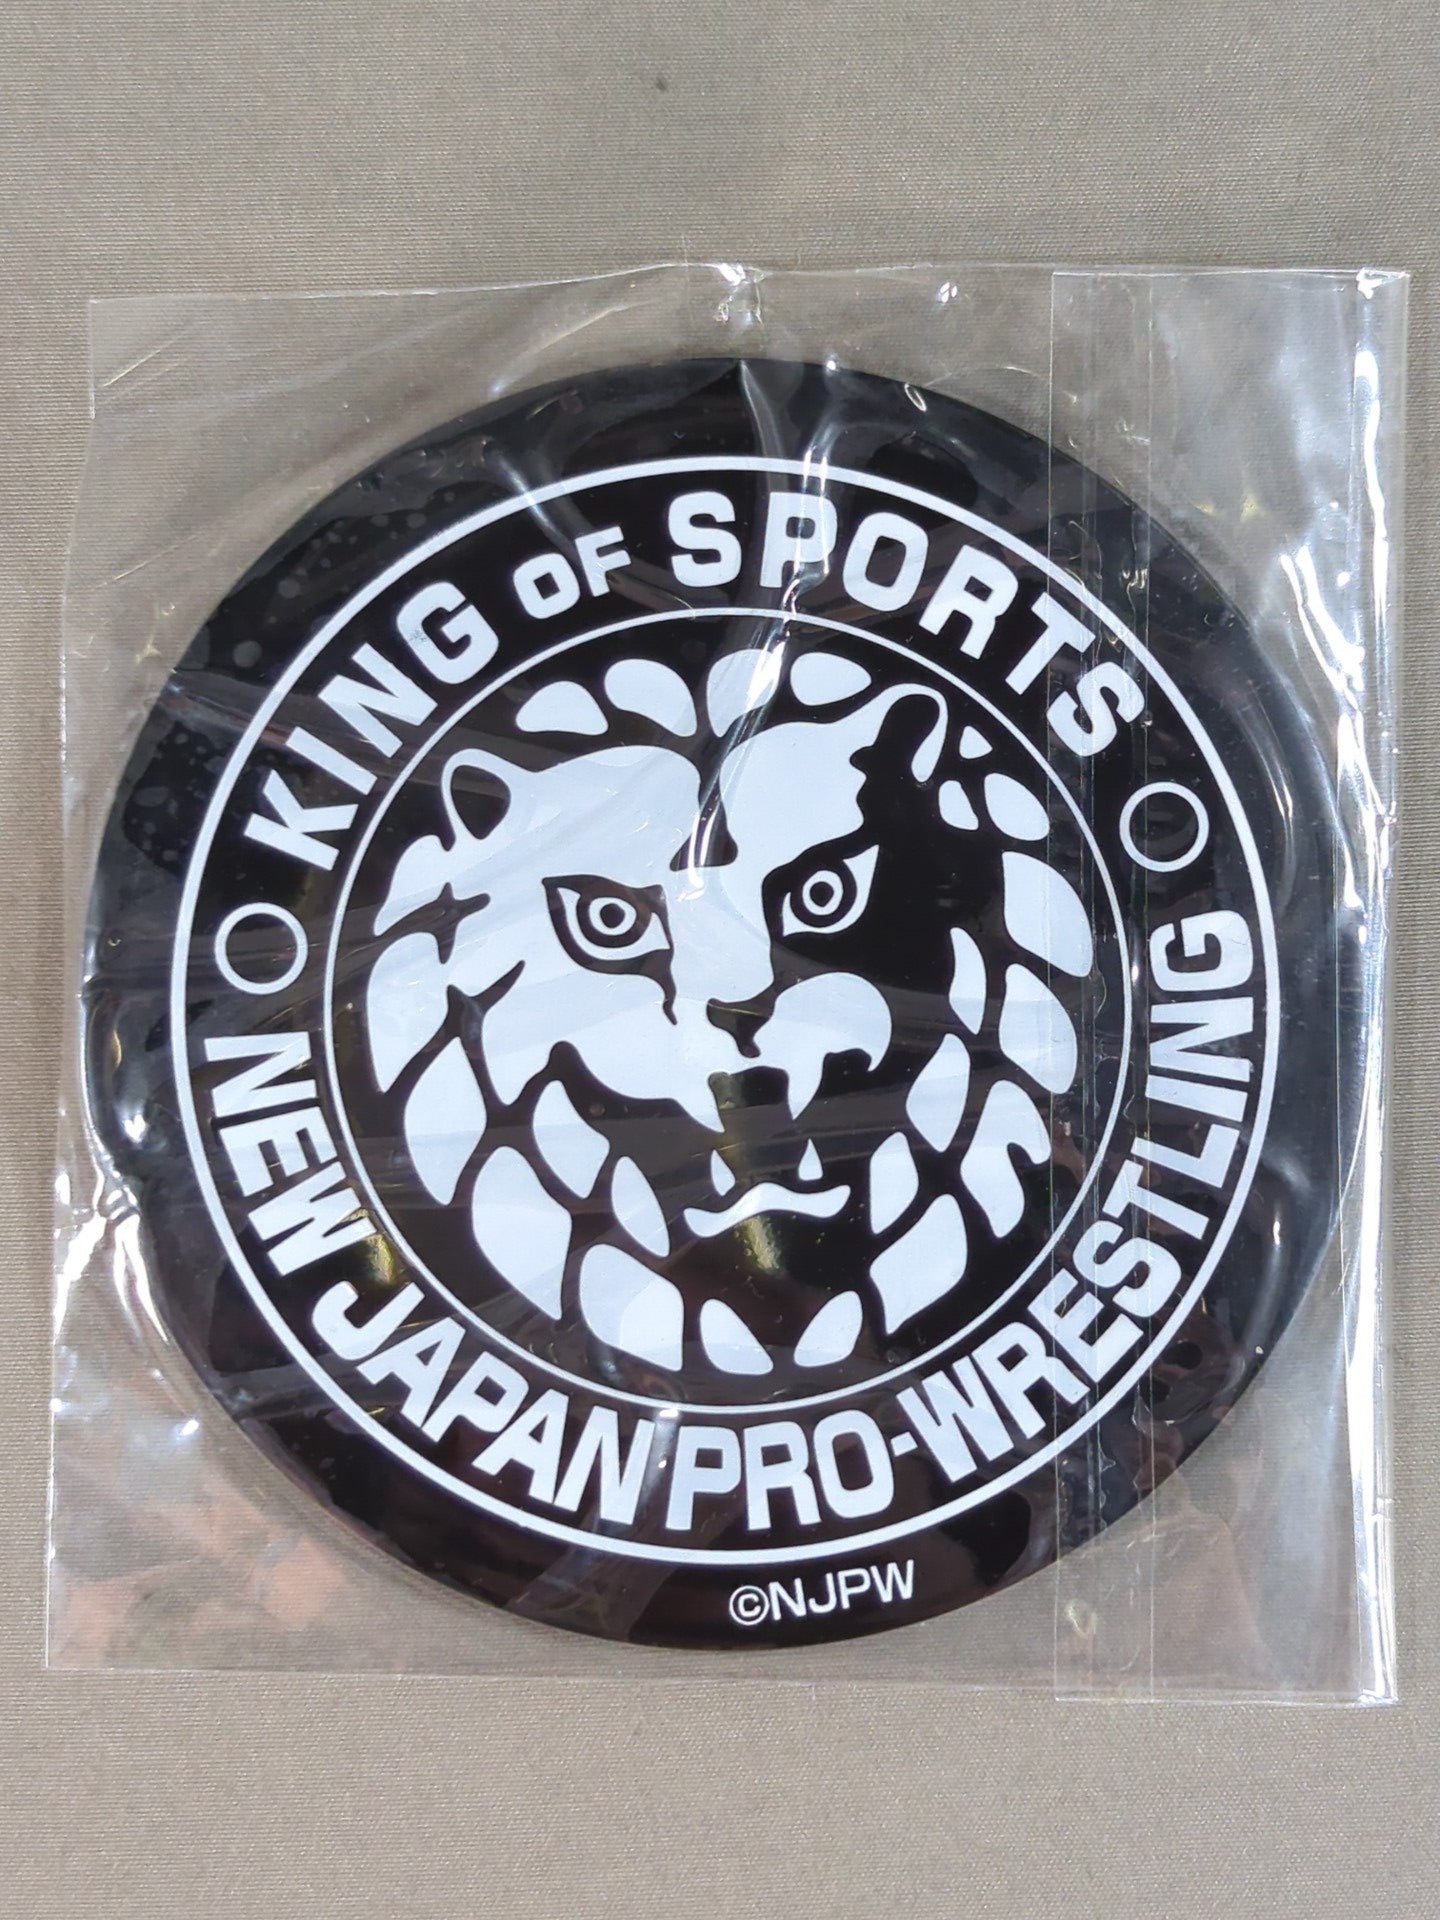 KING OF SPORTS
NEW JAPAN PRO-WRESTLING
©NJPW